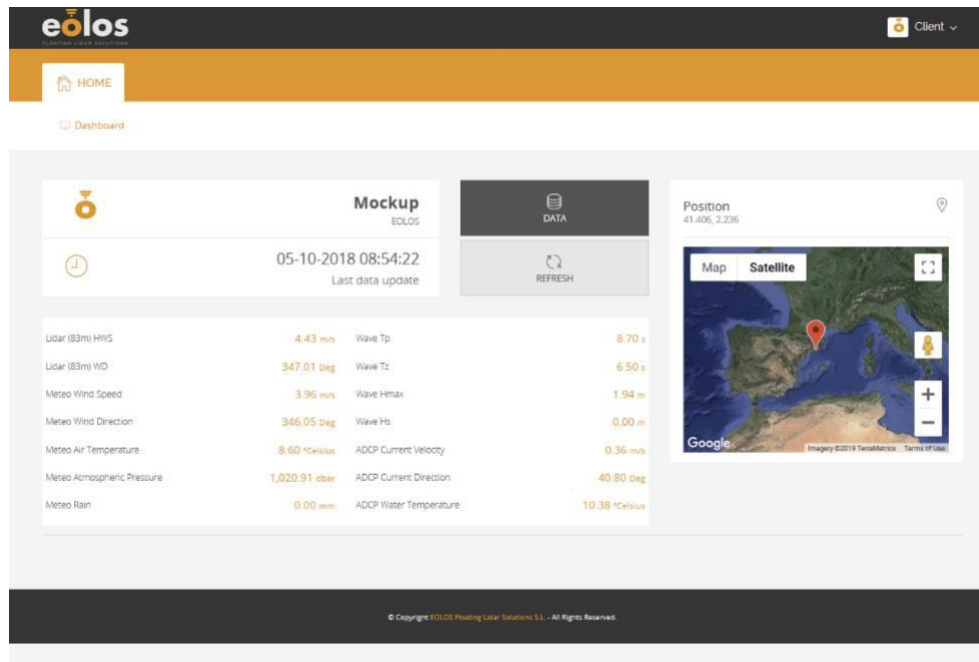 eolos
FLOATING LIDAR SOLUTIONS
Client
HOME
Dashboard
Mockup
EOLOS
05-10-2018 08:54:22
Last data update
DATA
REFRESH
Position
41.406, 2.236
Map Satellite
Google
Imagery ©2019 TerraMetrics Terms of Use
Lidar (83m) HWS 4.43 m/s Wave Tp 8.70 s
Lidar (83m) WD 347.01 Deg Wave Tz 6.50 s
Meteo Wind Speed 3.96 m/s Wave Hmax 1.94 m
Meteo Wind Direction 346.05 Deg Wave Hs 0.00 m
Meteo Air Temperature 8.60 °Celsius ADCP Current Velocity 0.36 m/s
Meteo Atmospheric Pressure 1,020.91 dbar ADCP Current Direction 40.80 Deg
Meteo Rain 0.00 mm ADCP Water Temperature 10.38 °Celsius
© Copyright EOLOS Floating Lidar Solutions S.L. - All Rights Reserved.